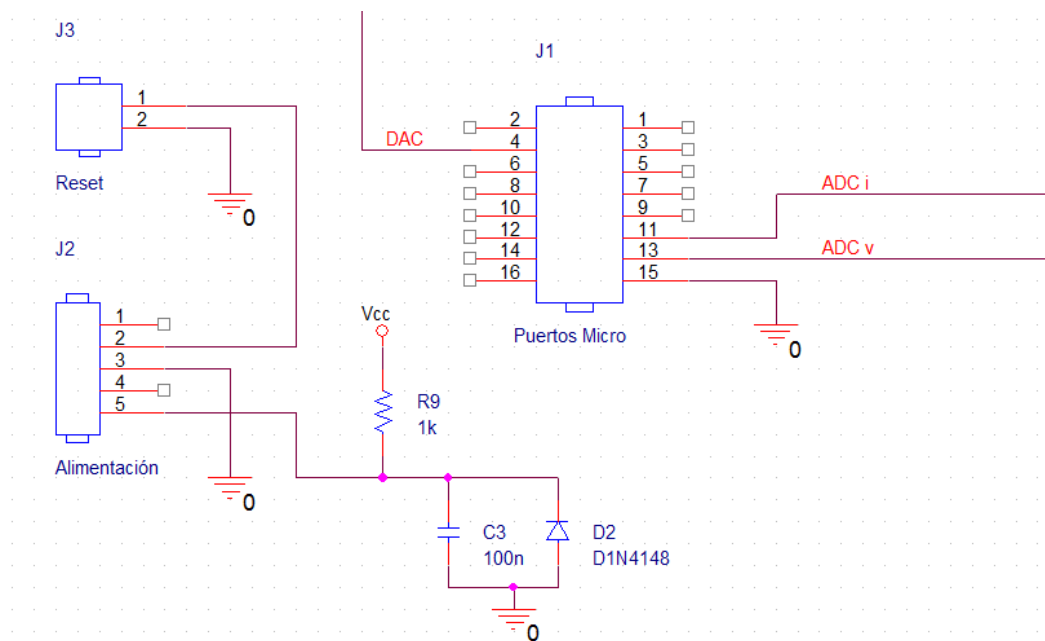 J3
1
2
Reset
0
J2
1
2
3
4
5
Alimentación
0
J1
DAC
2 1
4 3
6 5
8 7
10 9
12 11
14 13
16 15
ADC i
ADC v
Puertos Micro
0
Vcc
R9
1k
C3
100n
D2
D1N4148
0